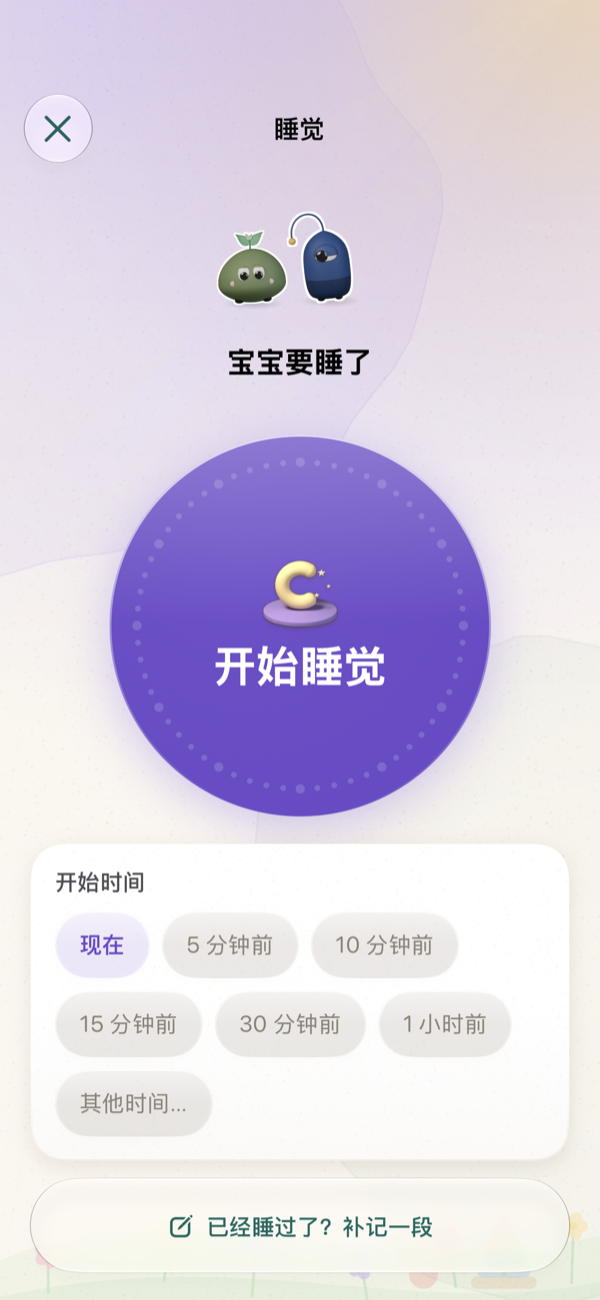 睡觉
宝宝要睡了
开始睡觉
开始时间
现在
5 分钟前
10 分钟前
15 分钟前
30 分钟前
1 小时前
其他时间...
已经睡过了？补记一段